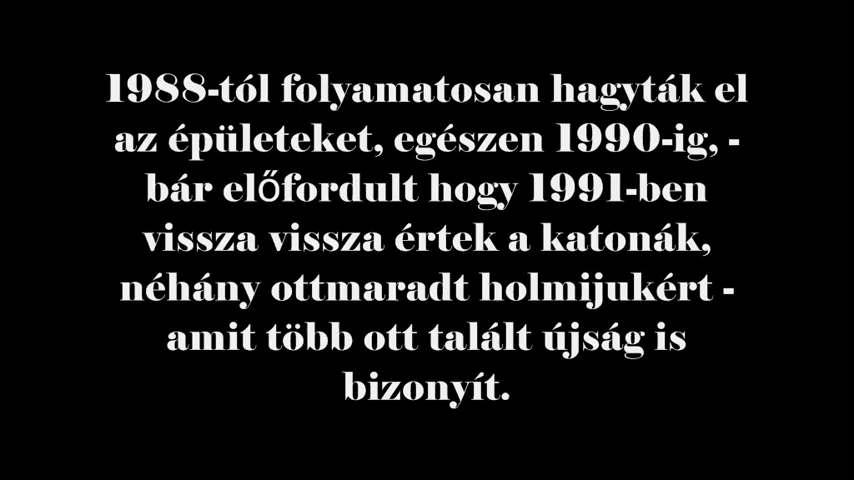 1988-tól folyamatosan hagyták el
az épületeket, egészen 1990-ig, -
bár előfordult hogy 1991-ben
vissza vissza értek a katonák,
néhány ottmaradt holmijukért -
amit több ott talált újság is
bizonyít.